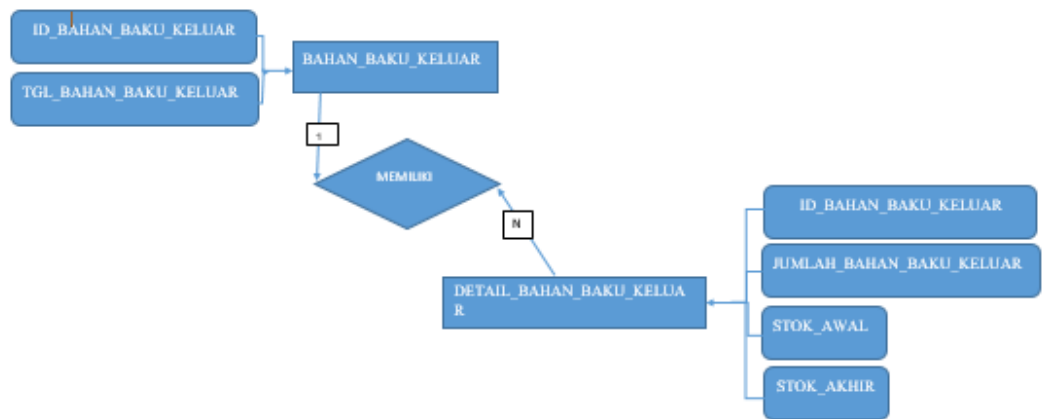 ID_BAHAN_BAKU_KELUAR
TGL_BAHAN_BAKU_KELUAR
BAHAN_BAKU_KELUAR
1
MEMILIKI
N
DETAIL_BAHAN_BAKU_KELUA
R
ID_BAHAN_BAKU_KELUAR
JUMLAH_BAHAN_BAKU_KELUAR
STOK_AWAL
STOK_AKHIR